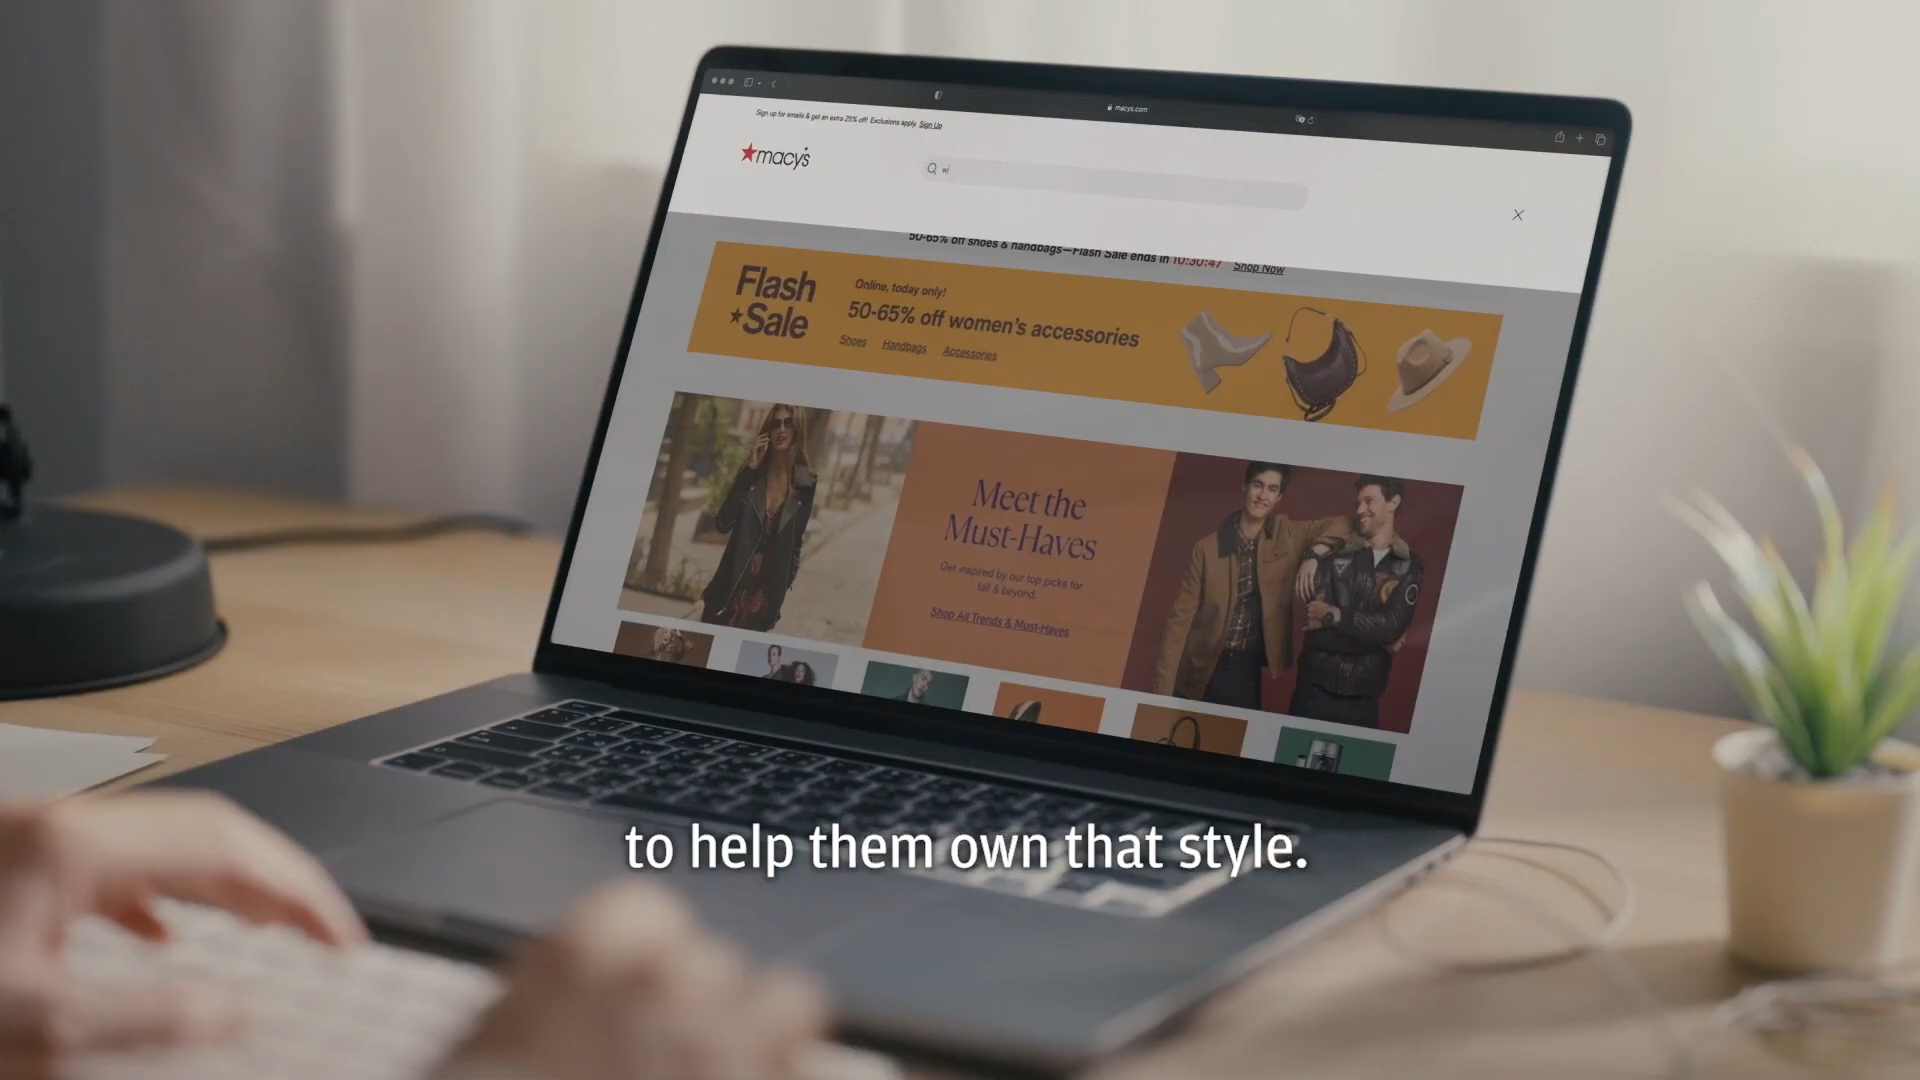 macys.com
Sign up for emails & get an extra 25% off! Exclusions apply. Sign Up
macy's
w
50-65% off shoes & handbags—Flash Sale ends in 10:30:47 Shop Now
Flash
Sale
Online, today only!
50-65% off women's accessories
Shoes Handbags Accessories
Meet the
Must-Haves
Get inspired by our top picks for
fall & beyond.
Shop All Trends & Must-Haves
to help them own that style.